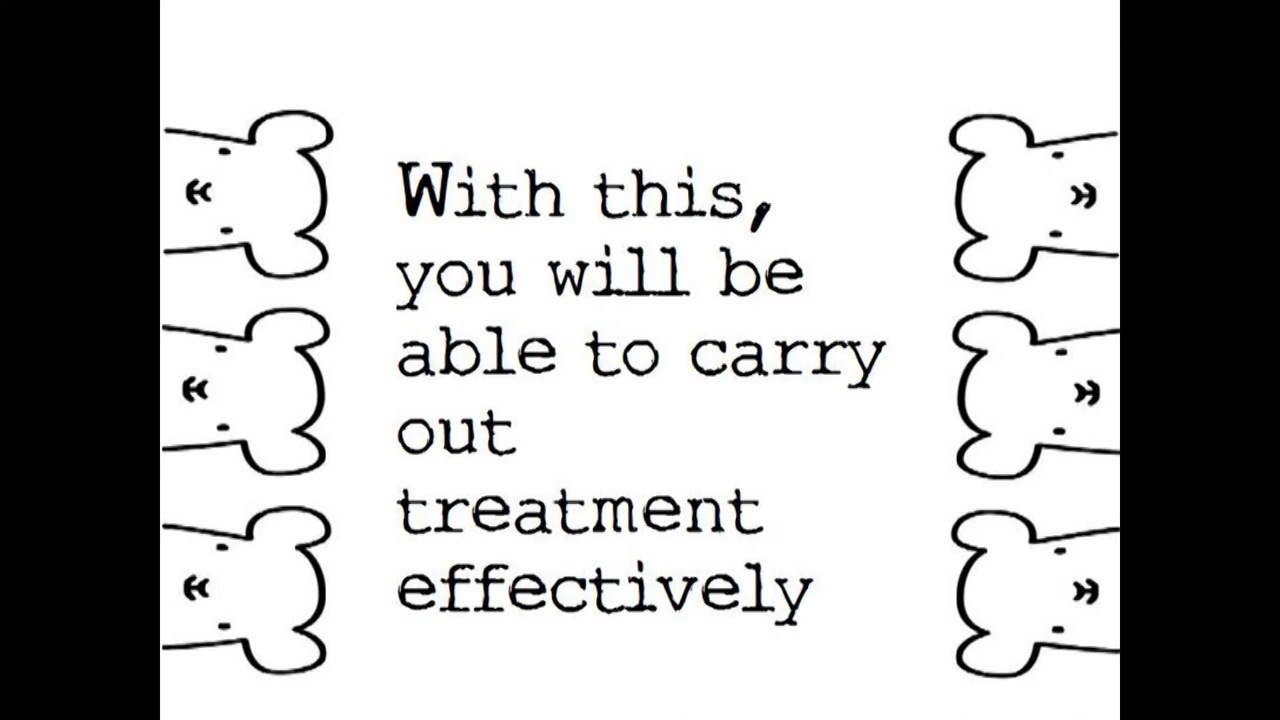 With this,
you will be
able to carry
out
treatment
effectively